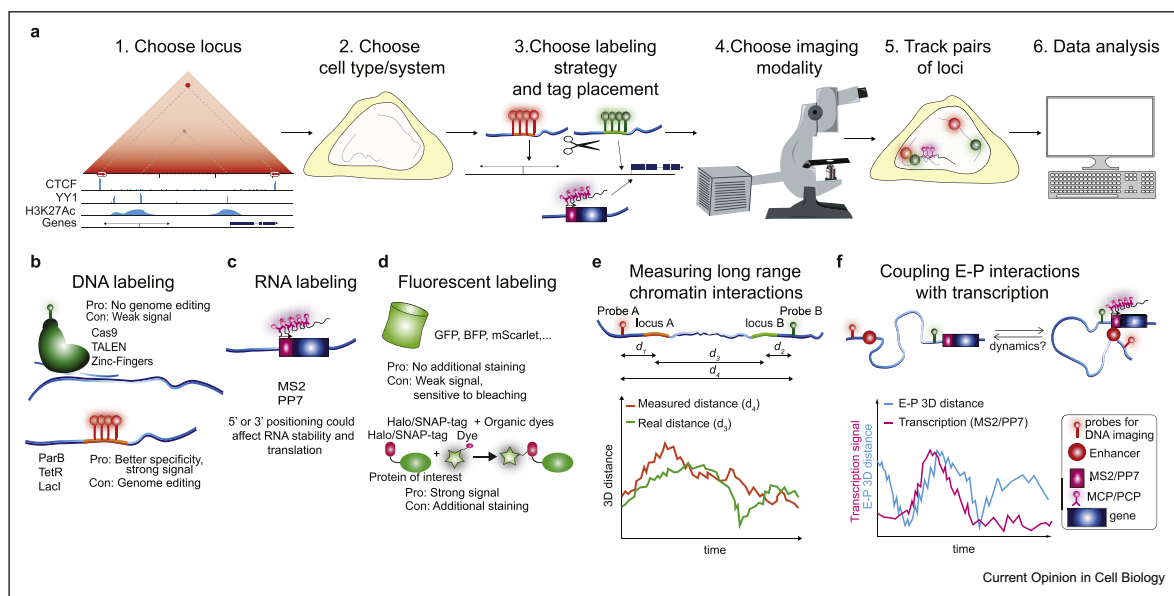 a
1. Choose locus
2. Choose
cell type/system
3.Choose labeling
strategy
and tag placement
4.Choose imaging
modality
5. Track pairs
of loci
6. Data analysis
CTCF
YY1
H3K27Ac
Genes
b
DNA labeling
Pro: No genome editing
Con: Weak signal
Cas9
TALEN
Zinc-Fingers
ParB
TetR
LacI
Pro: Better specificity,
strong signal
Con: Genome editing
c
RNA labeling
MS2
PP7
5' or 3' positioning could
affect RNA stability and
translation
d
Fluorescent labeling
GFP, BFP, mScarlet,...
Pro: No additional staining
Con: Weak signal,
sensitive to bleaching
Halo/SNAP-tag + Organic dyes
Halo/SNAP-tag Dye
+
Protein of interest
Pro: Strong signal
Con: Additional staining
e
Measuring long range
chromatin interactions
Probe A
locus A
locus B
Probe B
d1
d3
d2
d4
Measured distance (d4)
Real distance (d3)
3D distance
time
f
Coupling E-P interactions
with transcription
dynamics?
E-P 3D distance
Transcription (MS2/PP7)
Transcription signal
E-P 3D distance
time
probes for
DNA imaging
Enhancer
MS2/PP7
MCP/PCP
gene
Current Opinion in Cell Biology